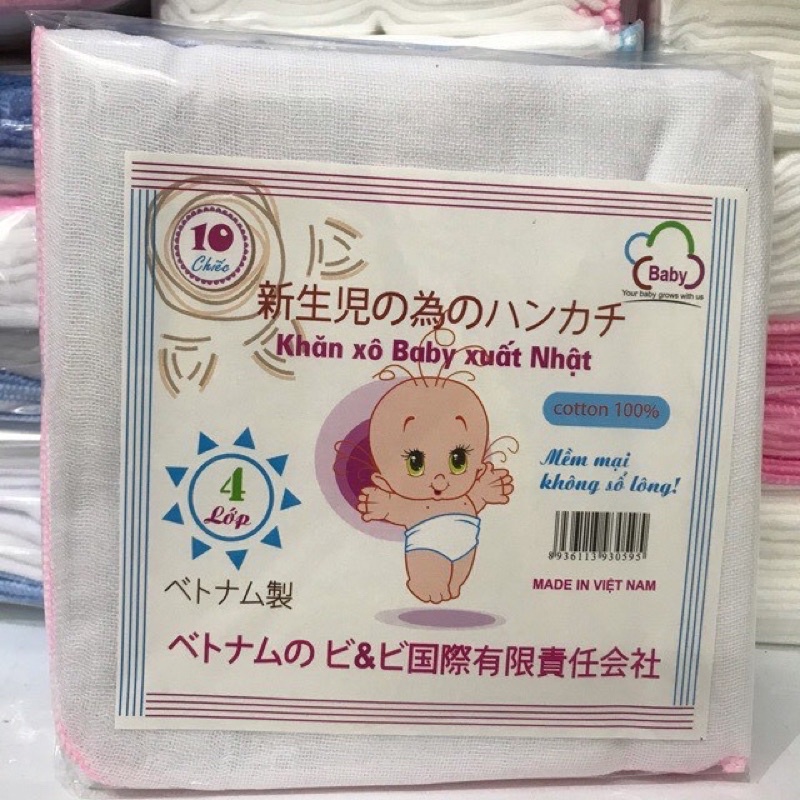 10
Chiếc
Baby
Your baby grows with us
新生児の為のハンカチ
Khăn xô Baby xuất Nhật
cotton 100%
Mềm mại
không sổ lông!
4
Lớp
8936113930595
MADE IN VIỆT NAM
ベトナム製
ベトナムの ビ&ビ国際有限責任会社